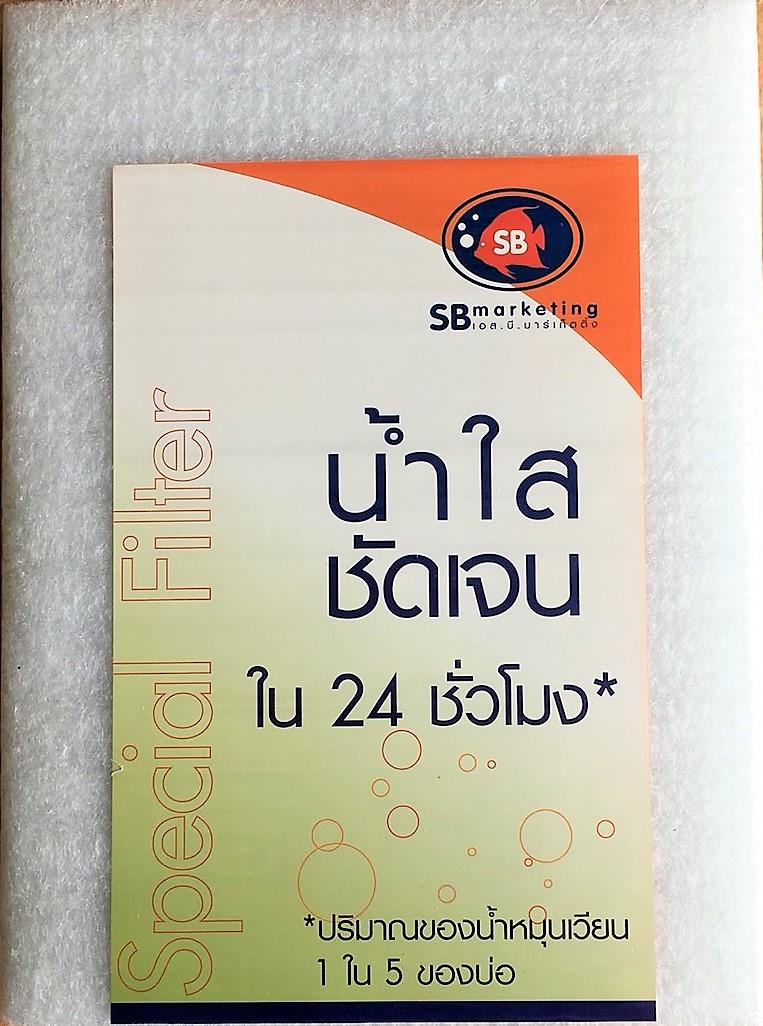 SB
SB marketing
เอส.บี.มาร์เก็ตติ้ง
น้ำใส
ชัดเจน
ใน 24 ชั่วโมง*
Special Filter
*ปริมาณของน้ำหมุนเวียน
1 ใน 5 ของบ่อ